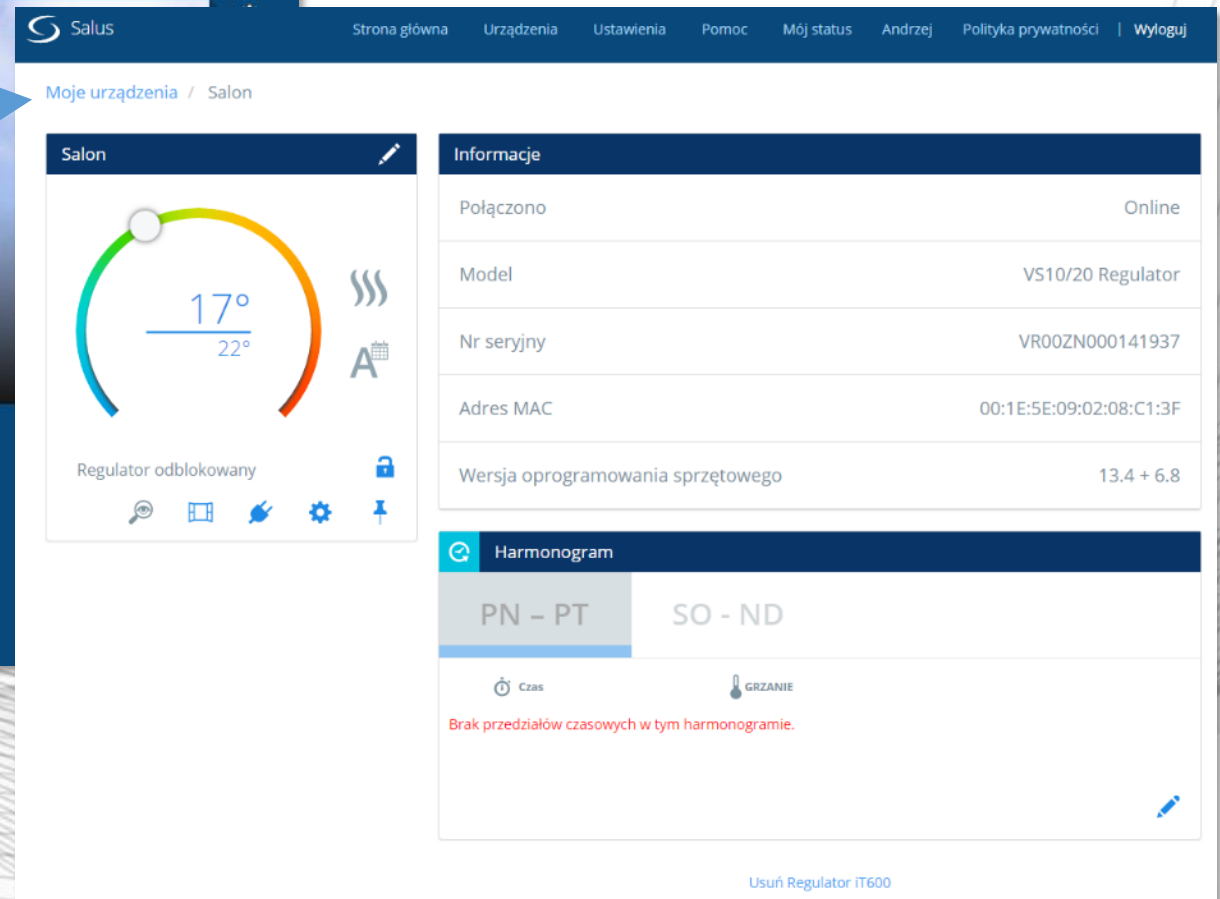 Salus
Strona główna Urządzenia Ustawienia Pomoc Mój status Andrzej Polityka prywatności | Wyloguj
Moje urządzenia / Salon
Salon
17°
22°
A
Regulator odblokowany
Informacje
Połączono Online
Model VS10/20 Regulator
Nr seryjny VR00ZN000141937
Adres MAC 00:1E:5E:09:02:08:C1:3F
Wersja oprogramowania sprzętowego 13.4 + 6.8
Harmonogram
PN – PT SO - ND
Czas GRZANIE
Brak przedziałów czasowych w tym harmonogramie.
Usuń Regulator iT600